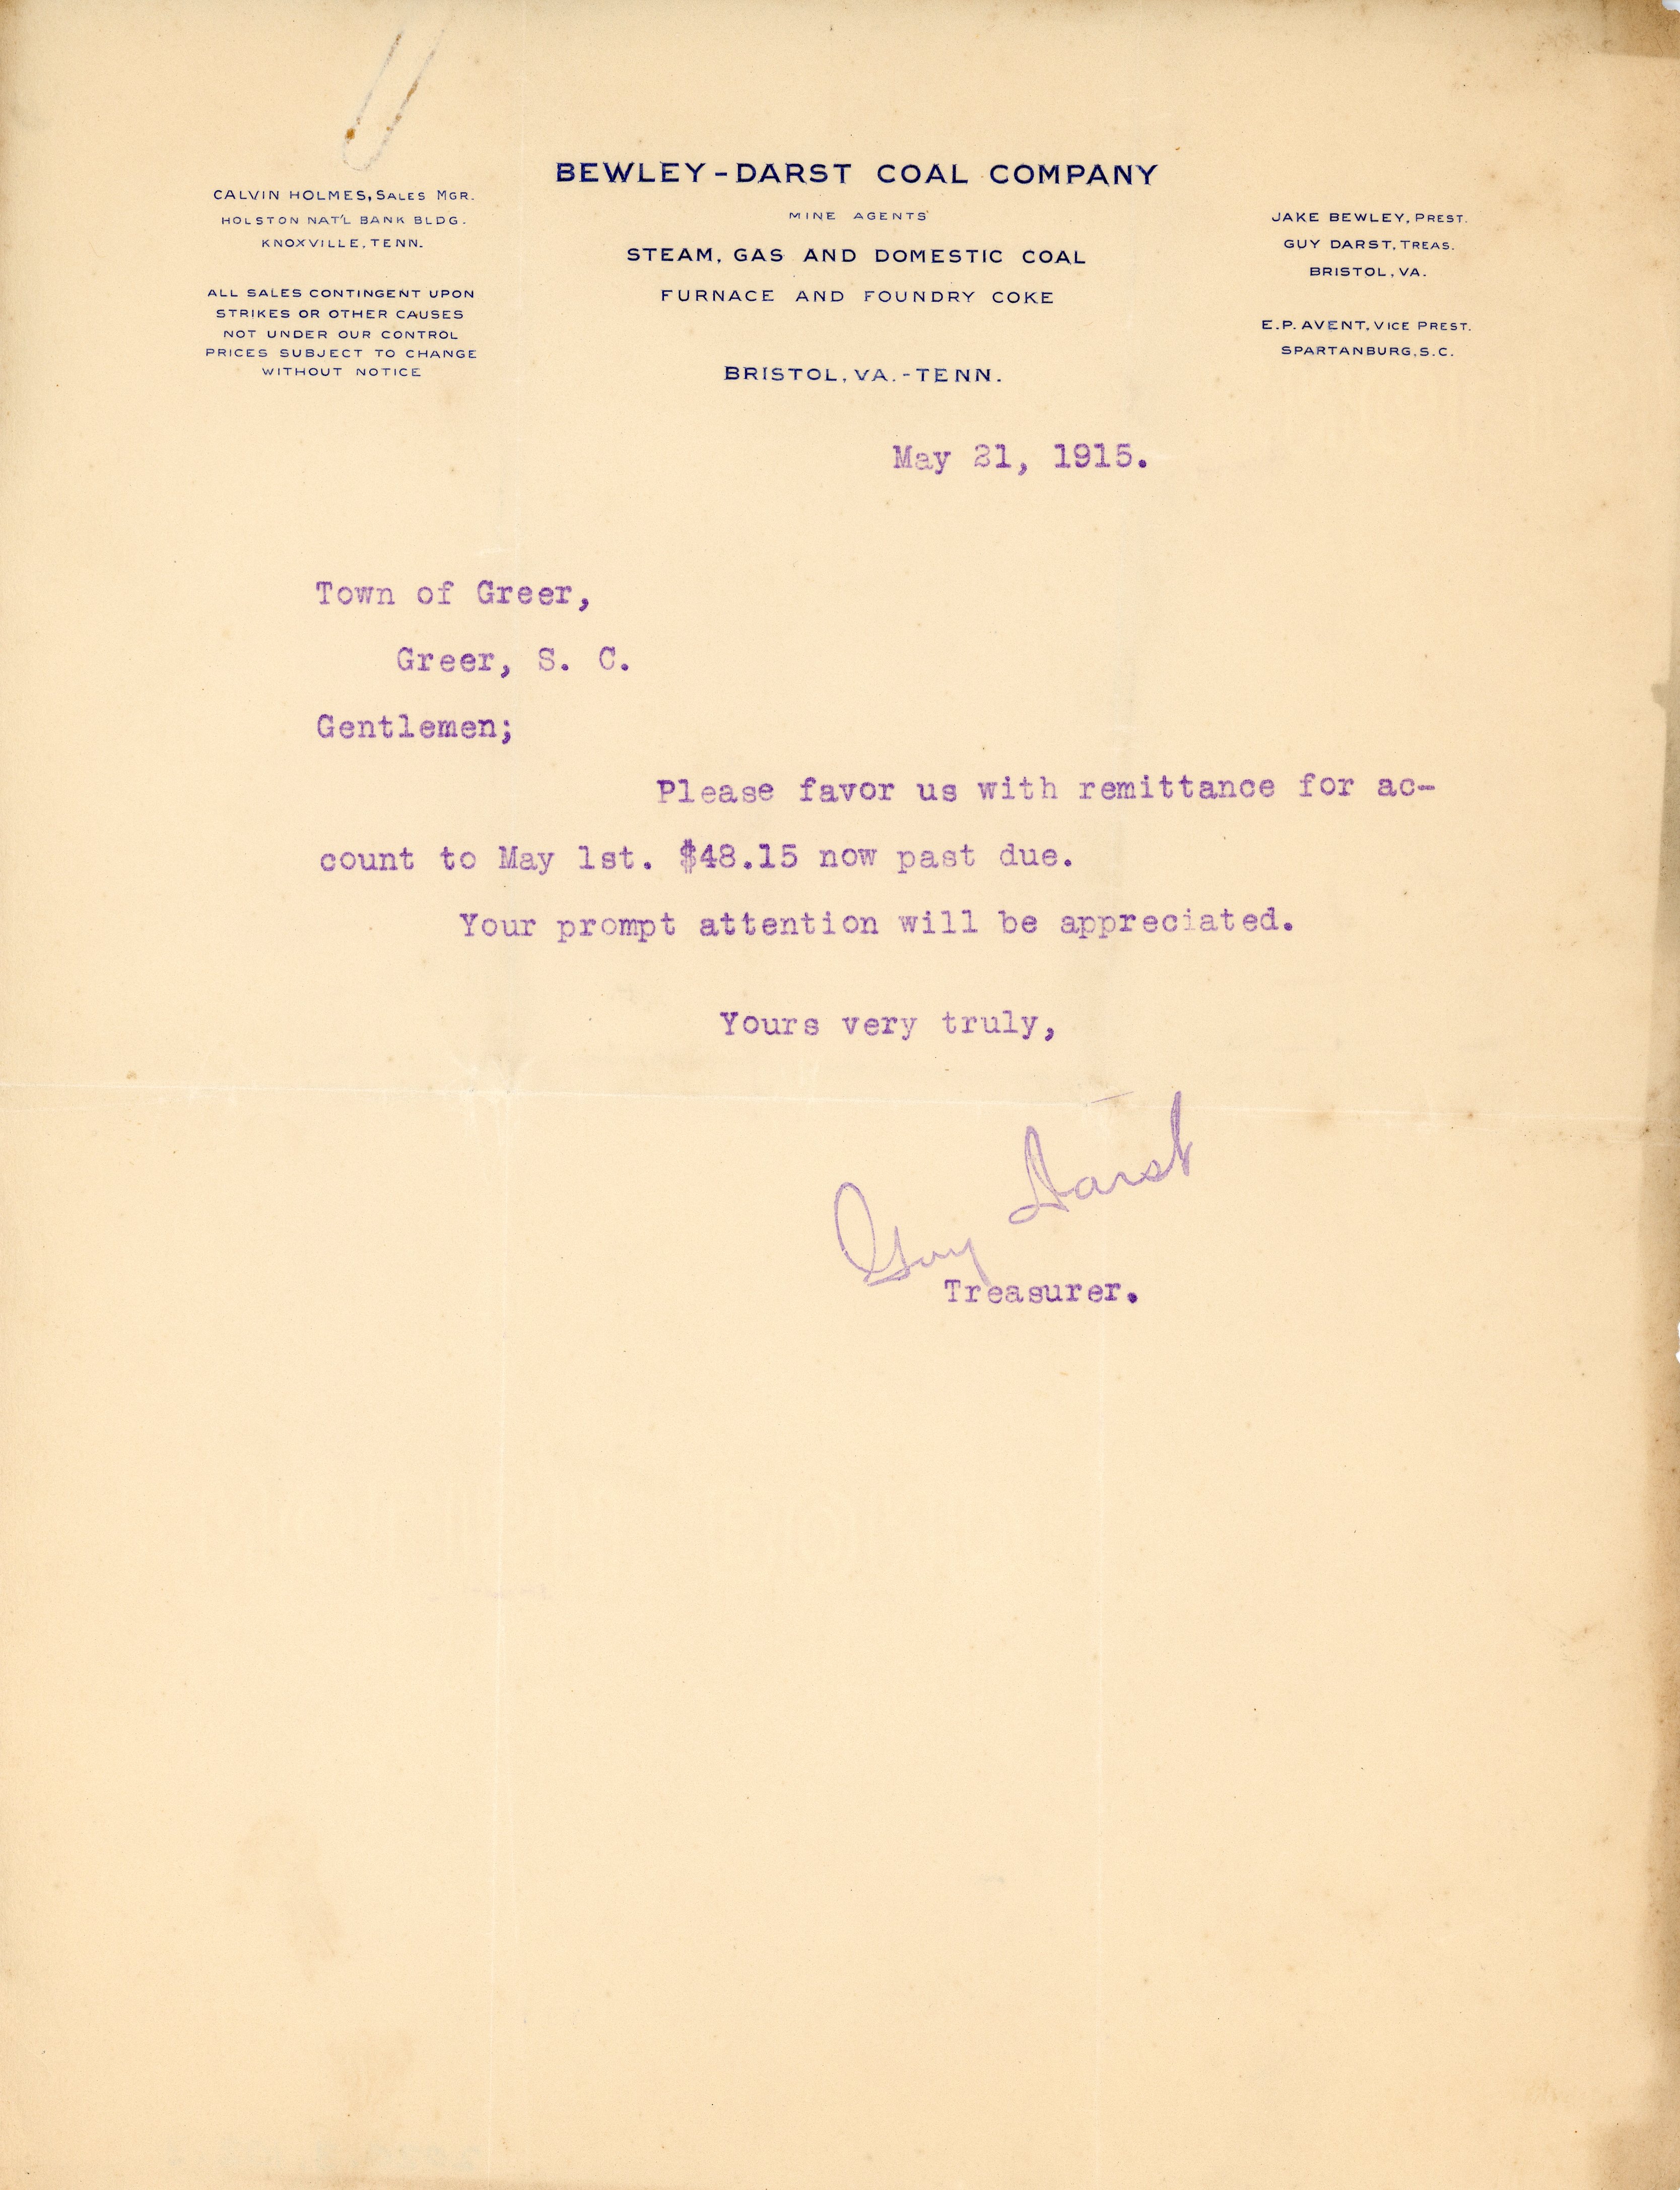 BEWLEY-DARST COAL COMPANY
MINE AGENTS
STEAM, GAS AND DOMESTIC COAL
FURNACE AND FOUNDRY COKE
BRISTOL, VA.-TENN.
CALVIN HOLMES, SALES MGR.
HOLSTON NAT'L BANK BLDG.
KNOXVILLE, TENN.
ALL SALES CONTINGENT UPON
STRIKES OR OTHER CAUSES
NOT UNDER OUR CONTROL
PRICES SUBJECT TO CHANGE
WITHOUT NOTICE
JAKE BEWLEY, PREST.
GUY DARST, TREAS.
BRISTOL, VA.
E.P. AVENT, VICE PREST.
SPARTANBURG, S.C.
May 21, 1915.
Town of Greer,
Greer, S. C.
Gentlemen;
Please favor us with remittance for ac-
count to May 1st. $48.15 now past due.
Your prompt attention will be appreciated.
Yours very truly,
Guy Darst
Treasurer.